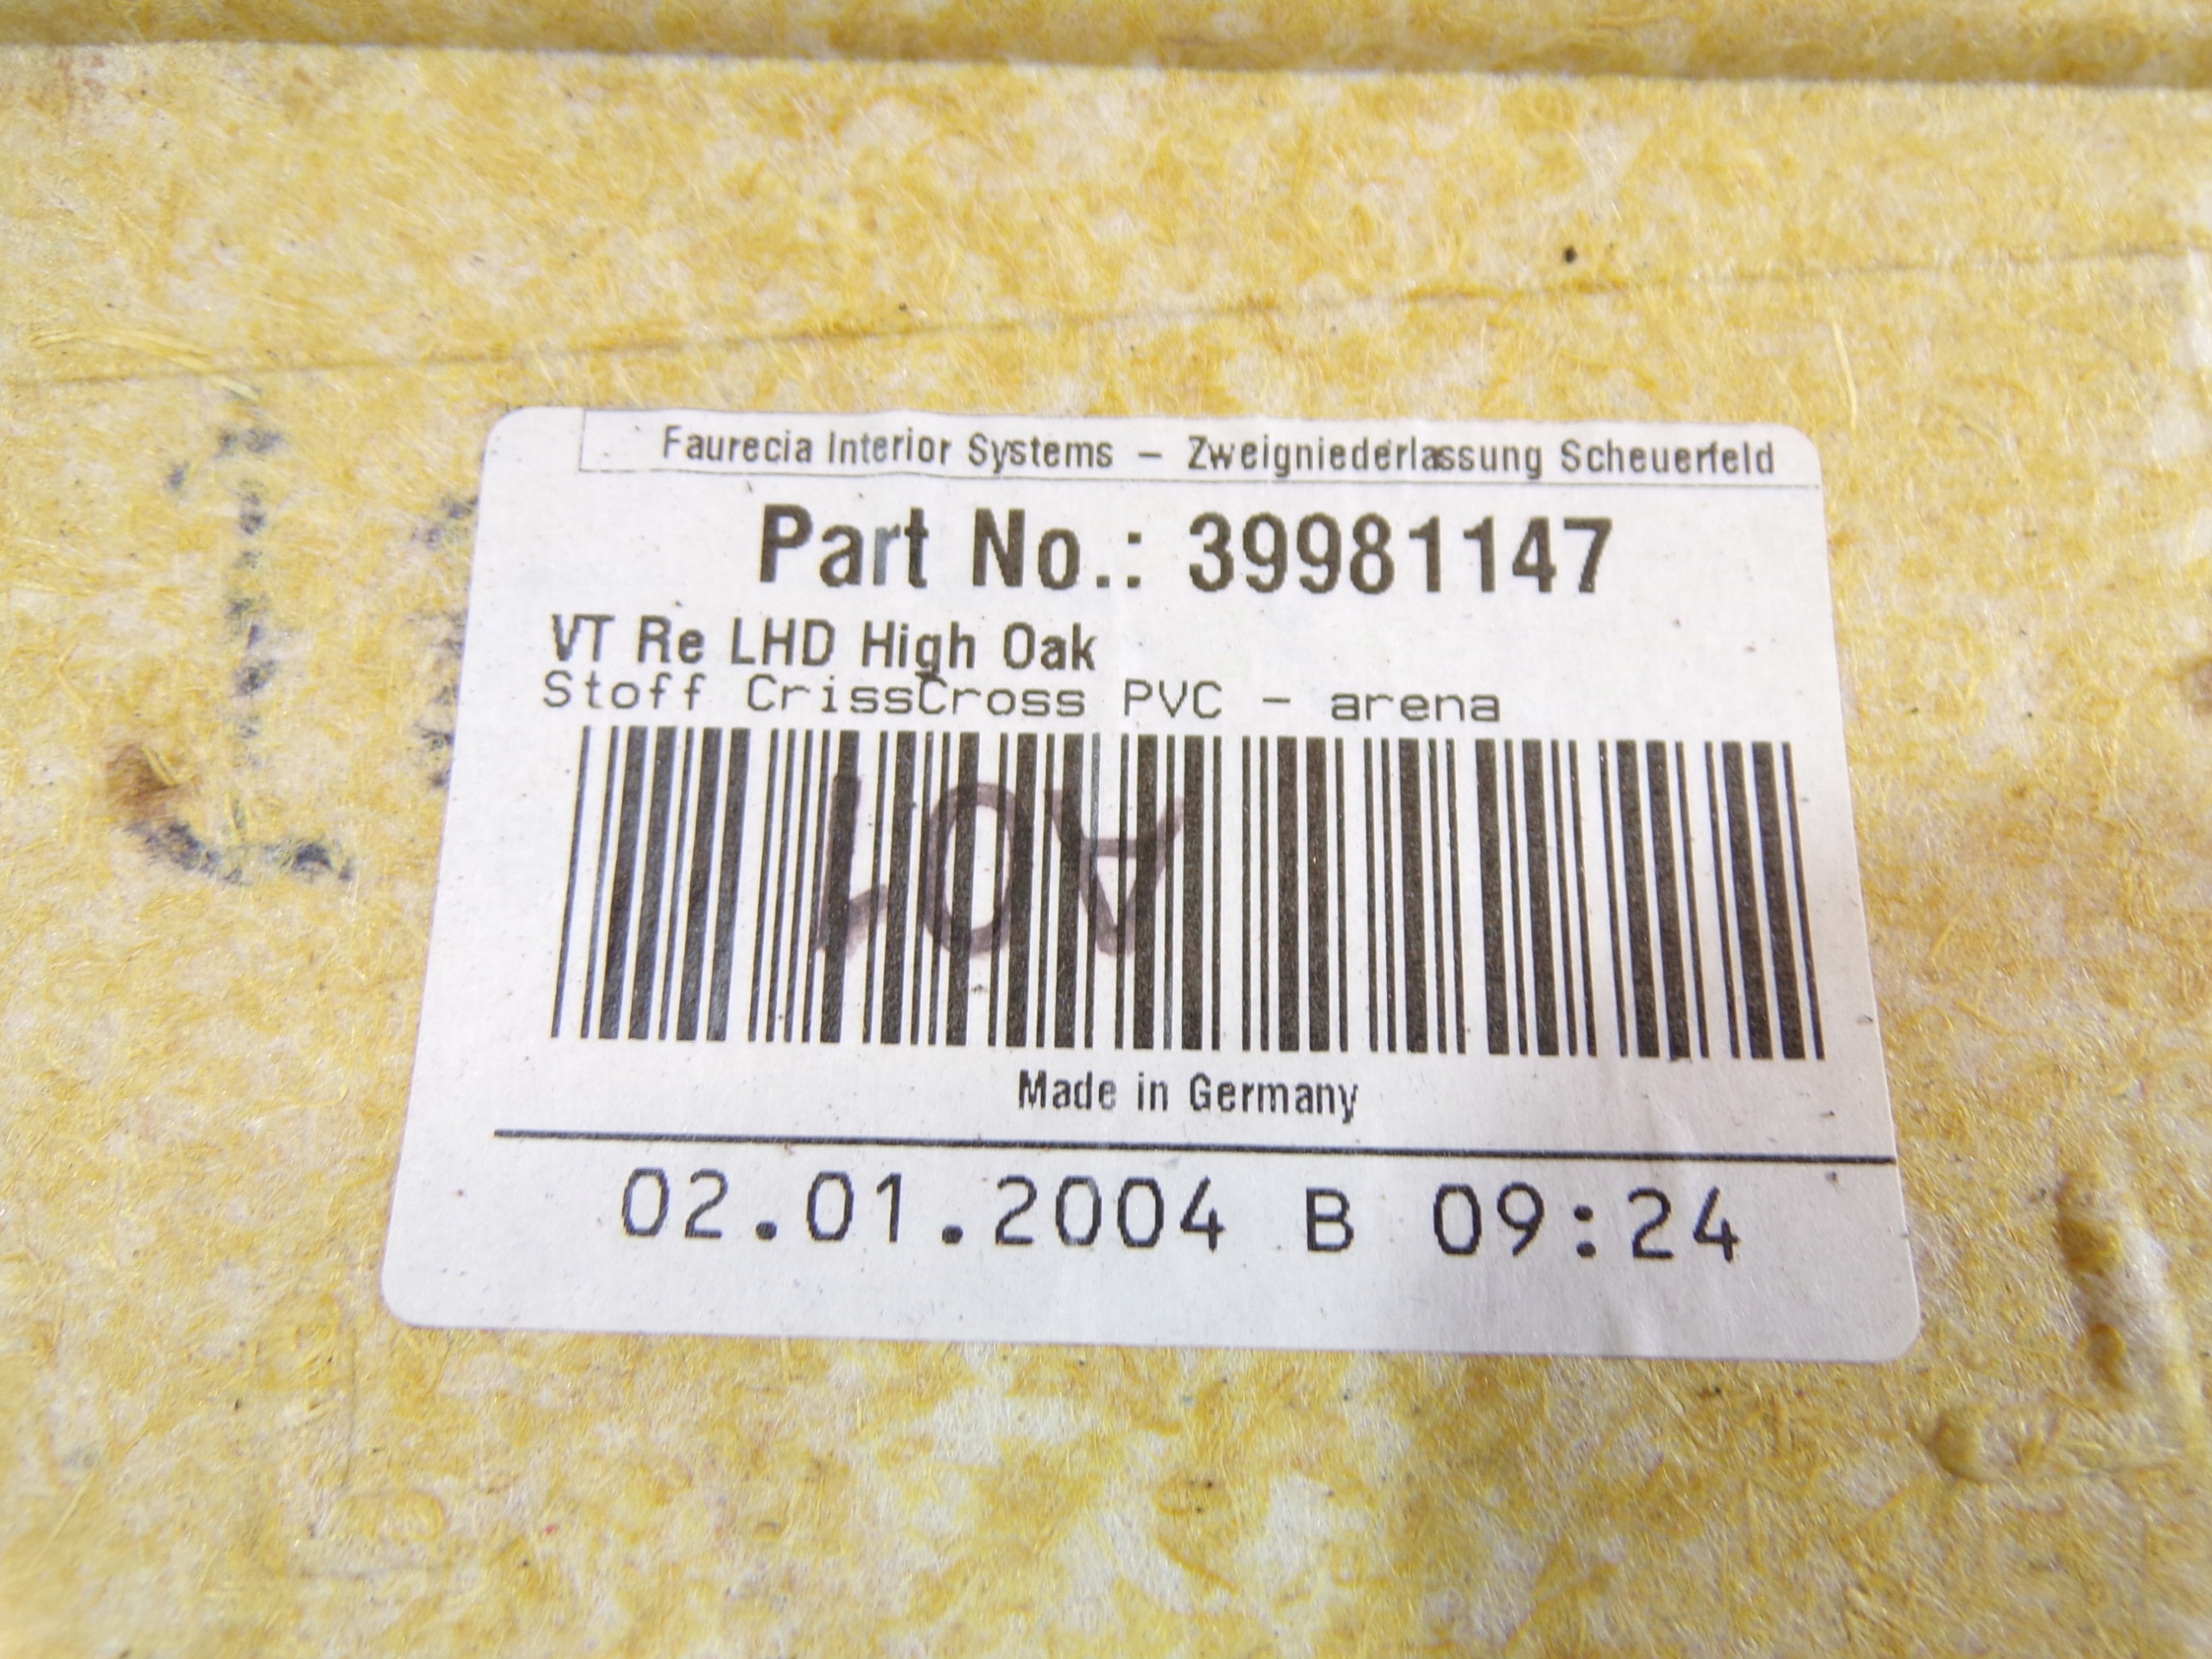 Faurecia Interior Systems – Zweigniederlassung Scheuerfeld
Part No.: 39981147
VT Re LHD High Oak
Stoff CrissCross PVC - arena
A01
Made in Germany
02.01.2004 B 09:24